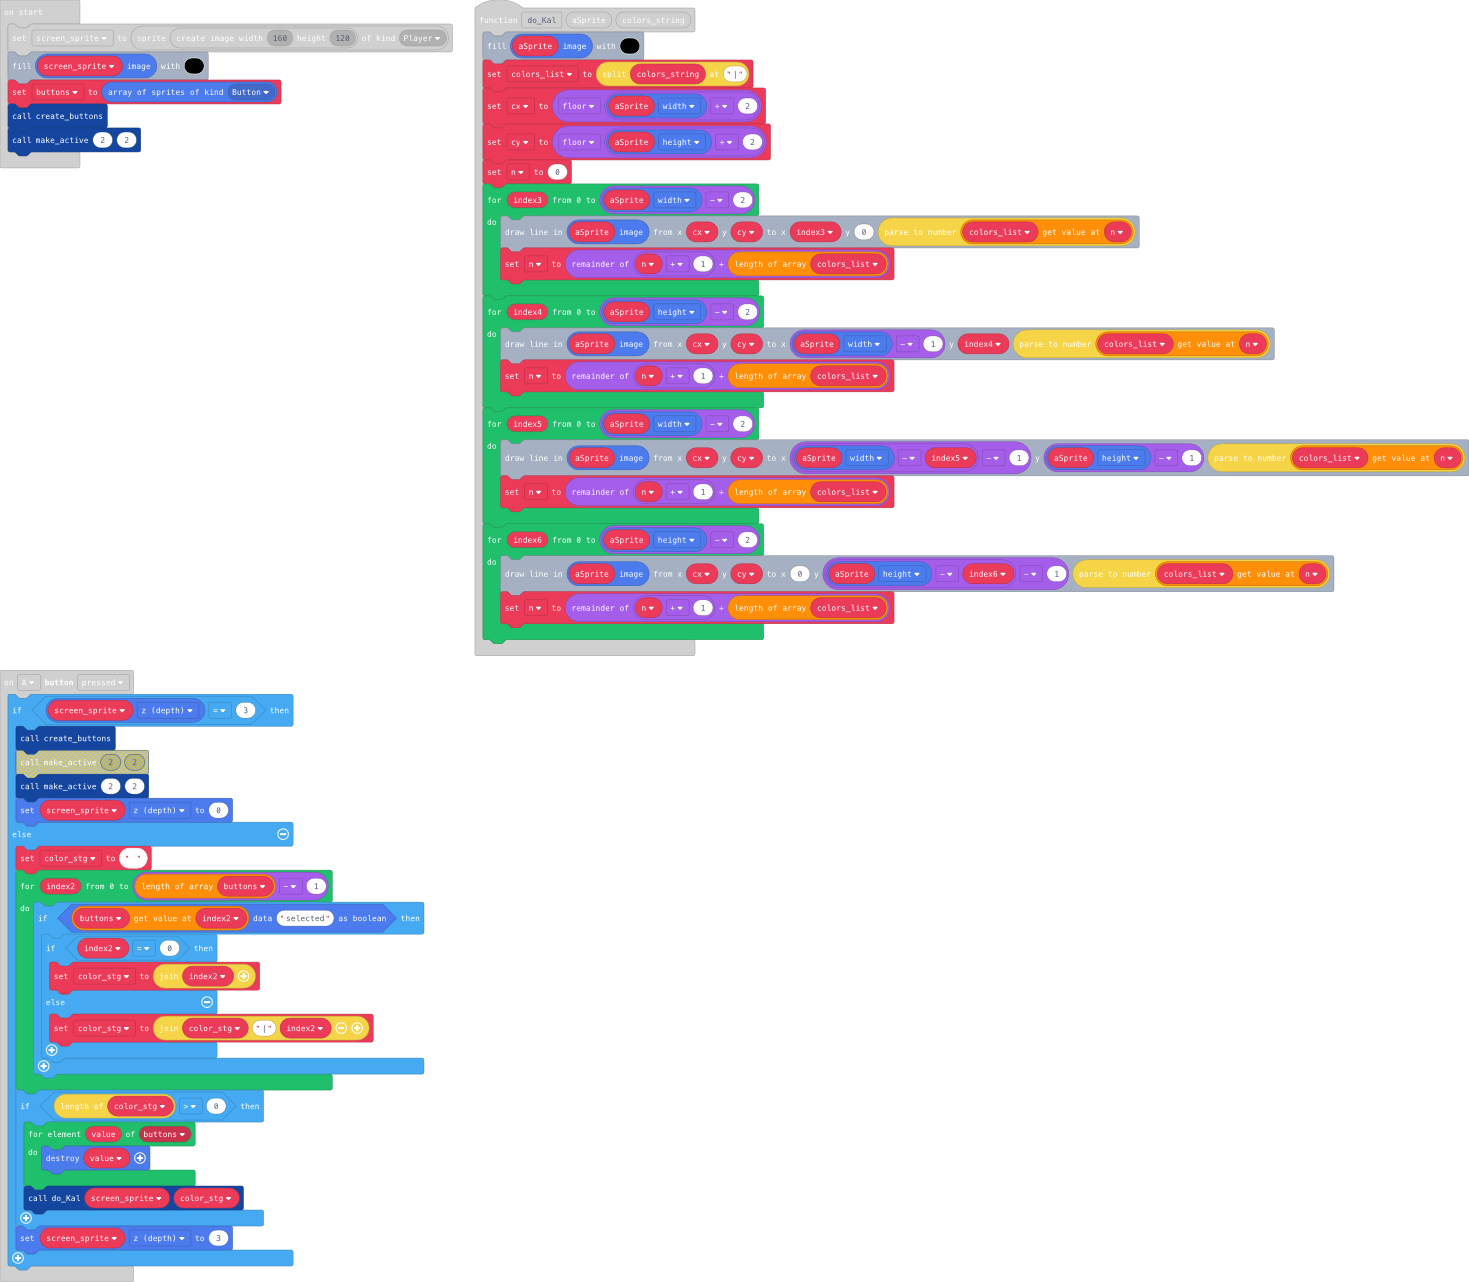 on start
set screen_sprite to sprite create image width 160 height 120 of kind Player
fill screen_sprite image with
set buttons to array of sprites of kind Button
call create_buttons
call make_active 2 2
function do_Kal aSprite colors_string
fill aSprite image with
set colors_list to split colors_string at "|"
set cx to floor aSprite width ÷ 2
set cy to floor aSprite height ÷ 2
set n to 0
for index3 from 0 to aSprite width - 2
do
draw line in aSprite image from x cx y cy to x index3 y 0 parse to number colors_list get value at n
set n to remainder of n + 1 ÷ length of array colors_list
for index4 from 0 to aSprite height - 2
do
draw line in aSprite image from x cx y cy to x aSprite width - 1 y index4 parse to number colors_list get value at n
set n to remainder of n + 1 ÷ length of array colors_list
for index5 from 0 to aSprite width - 2
do
draw line in aSprite image from x cx y cy to x aSprite width - index5 - 1 y aSprite height - 1 parse to number colors_list get value at n
set n to remainder of n + 1 ÷ length of array colors_list
for index6 from 0 to aSprite height - 2
do
draw line in aSprite image from x cx y cy to x 0 y aSprite height - index6 - 1 parse to number colors_list get value at n
set n to remainder of n + 1 ÷ length of array colors_list
on A button pressed
if screen_sprite z (depth) = 3 then
call create_buttons
call make_active 2 2
call make_active 2 2
set screen_sprite z (depth) to 0
else
set color_stg to " "
for index2 from 0 to length of array buttons - 1
do
if buttons get value at index2 data "selected" as boolean then
if index2 = 0 then
set color_stg to join index2
else
set color_stg to join color_stg "|" index2
if length of color_stg > 0 then
for element value of buttons
do
destroy value
call do_Kal screen_sprite color_stg
set screen_sprite z (depth) to 3